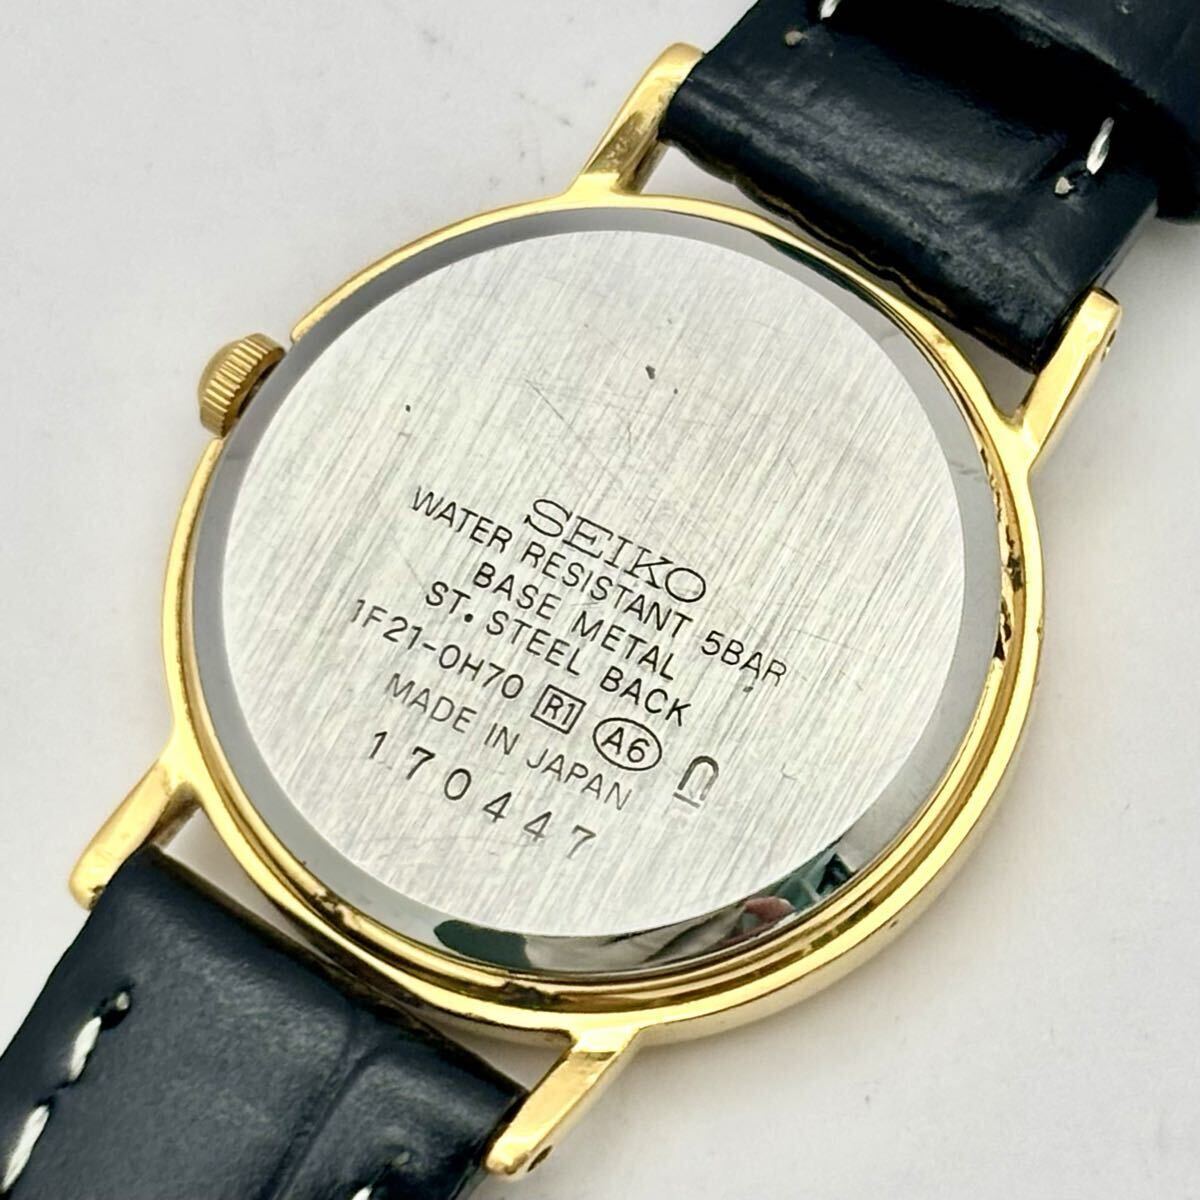 SEIKO
WATER RESISTANT 5BAR
BASE METAL
ST. STEEL BACK
1F21-0H70 R1 A6
MADE IN JAPAN
170447